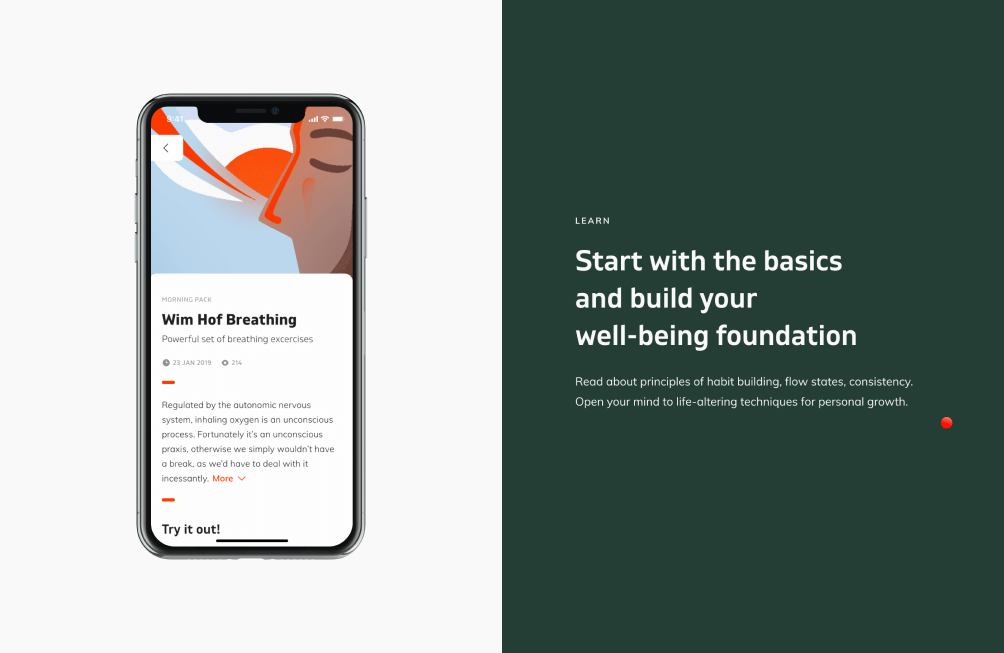 9:41
MORNING PACK
Wim Hof Breathing
Powerful set of breathing excercises
23 JAN 2019 214
Regulated by the autonomic nervous
system, inhaling oxygen is an unconscious
process. Fortunately it's an unconscious
praxis, otherwise we simply wouldn't have
a break, as we'd have to deal with it
incessantly. More
Try it out!
LEARN
Start with the basics
and build your
well-being foundation
Read about principles of habit building, flow states, consistency.
Open your mind to life-altering techniques for personal growth.